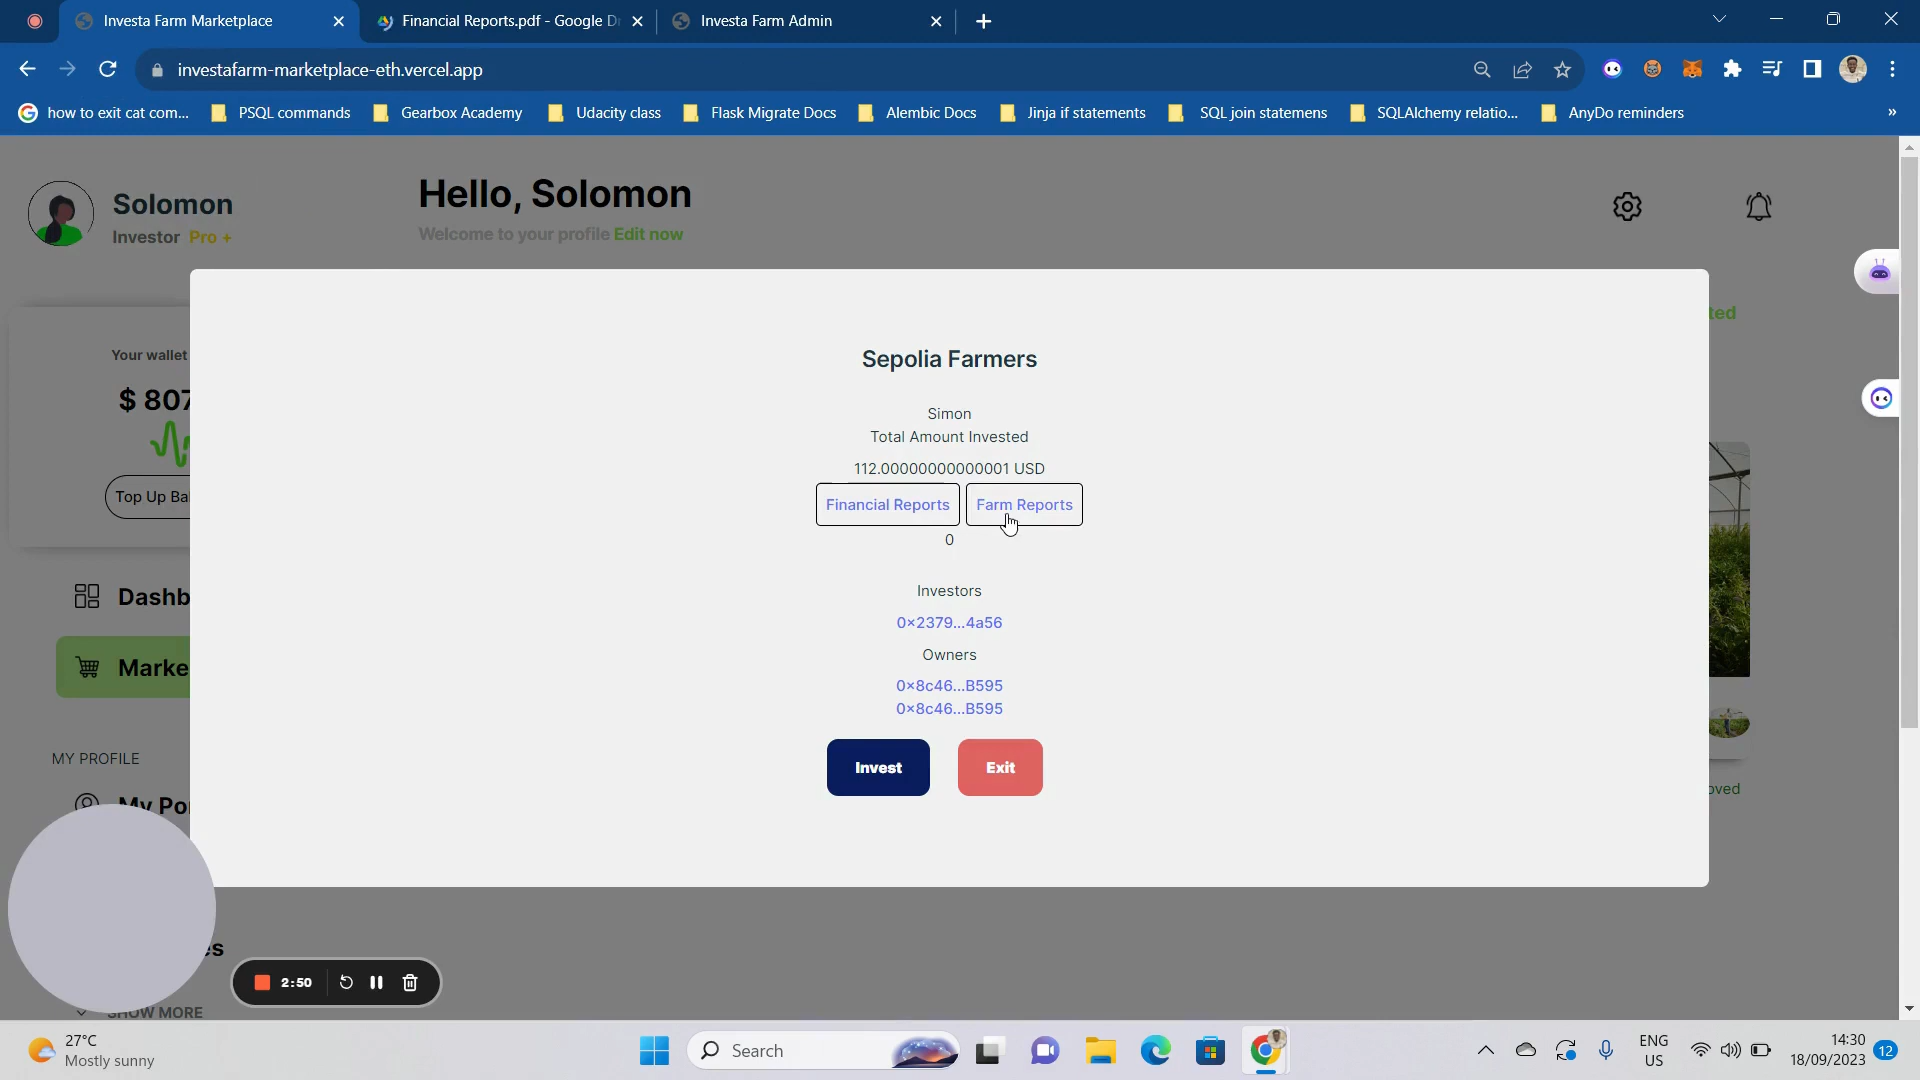 Investa Farm Marketplace
Financial Reports.pdf - Google Dr
Investa Farm Admin
investafarm-marketplace-eth.vercel.app
how to exit cat com...
PSQL commands
Gearbox Academy
Udacity class
Flask Migrate Docs
Alembic Docs
Jinja if statements
SQL join statemens
SQLAlchemy relatio...
AnyDo reminders
»
Solomon
Investor Pro +
Hello, Solomon
Welcome to your profile Edit now
ted
Your wallet
$ 807
Top Up Ba
Sepolia Farmers
Simon
Total Amount Invested
112.00000000000001 USD
Financial Reports
Farm Reports
0
Investors
0x2379...4a56
Owners
0x8c46...B595
0x8c46...B595
Invest
Exit
Dashb
Marke
MY PROFILE
My Po
oved
es
2:50
SHOW MORE
27°C
Mostly sunny
Search
ENG
US
14:30
18/09/2023
12